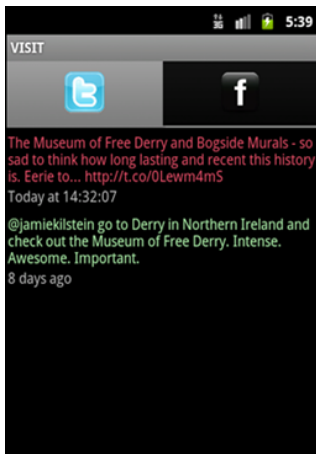 3G 5:39
VISIT
The Museum of Free Derry and Bogside Murals - so
sad to think how long lasting and recent this history
is. Eerie to... http://t.co/0Lewm4mS
Today at 14:32:07
@jamiekilstein go to Derry in Northern Ireland and
check out the Museum of Free Derry. Intense.
Awesome. Important.
8 days ago